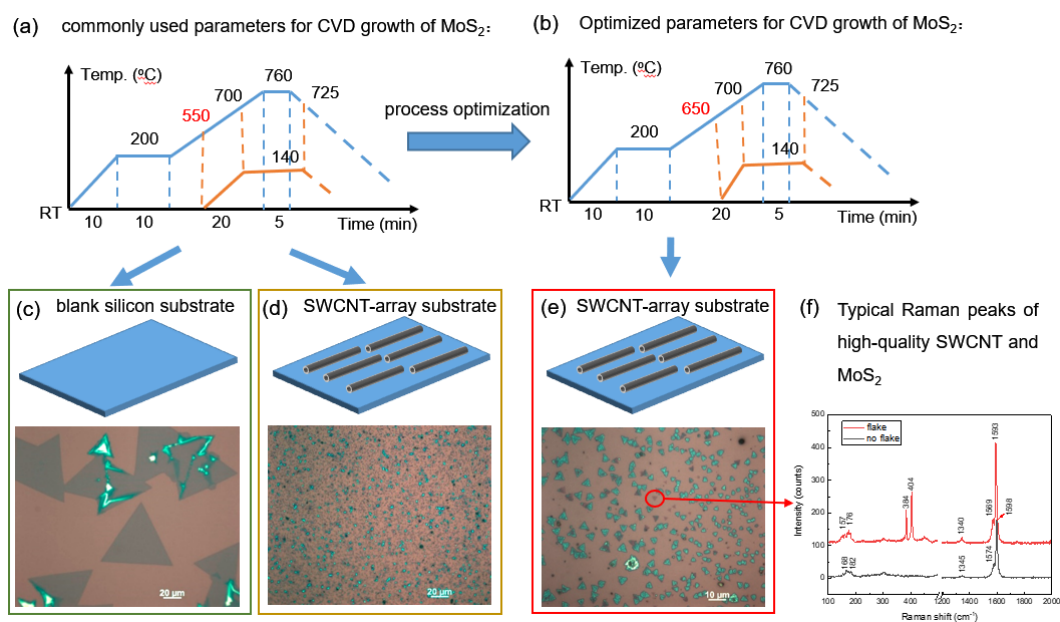 (a) commonly used parameters for CVD growth of MoS₂:
Temp. (ºC)
760
700
725
550
200
140
RT
10 10 20 5 Time (min)
process optimization
(b) Optimized parameters for CVD growth of MoS₂:
Temp. (ºC)
760
700
725
650
200
140
RT
10 10 20 5 Time (min)
(c) blank silicon substrate
20 μm
(d) SWCNT-array substrate
20 μm
(e) SWCNT-array substrate
10 μm
(f) Typical Raman peaks of
high-quality SWCNT and
MoS₂
flake
no flake
Intensity (counts)
500
400
300
200
100
0
157
176
384
404
1340
1569
1593
1598
168
182
1345
1574
100 200 300 400 1200 1400 1600 1800 2000
Raman shift (cm⁻¹)